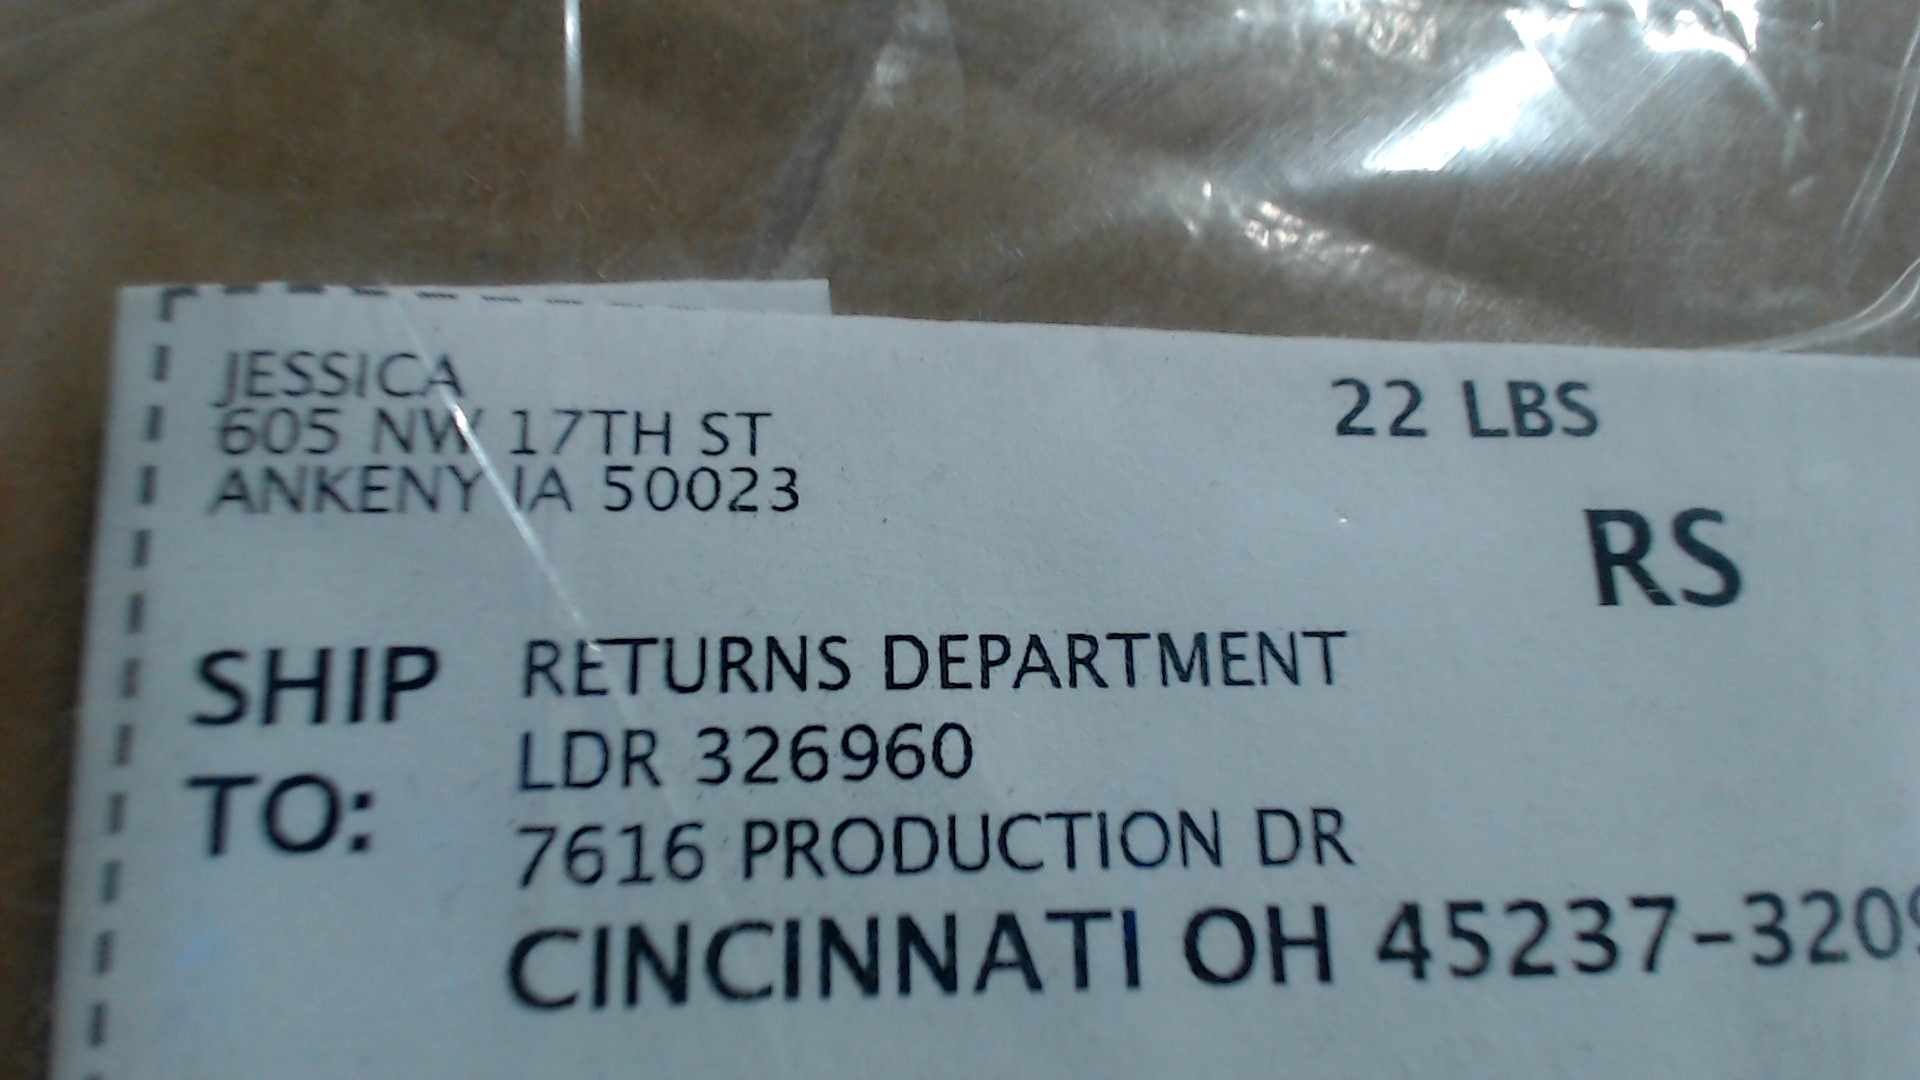 JESSICA
605 NW 17TH ST
ANKENY IA 50023
22 LBS
RS
SHIP TO:
RETURNS DEPARTMENT
LDR 326960
7616 PRODUCTION DR
CINCINNATI OH 45237-3209